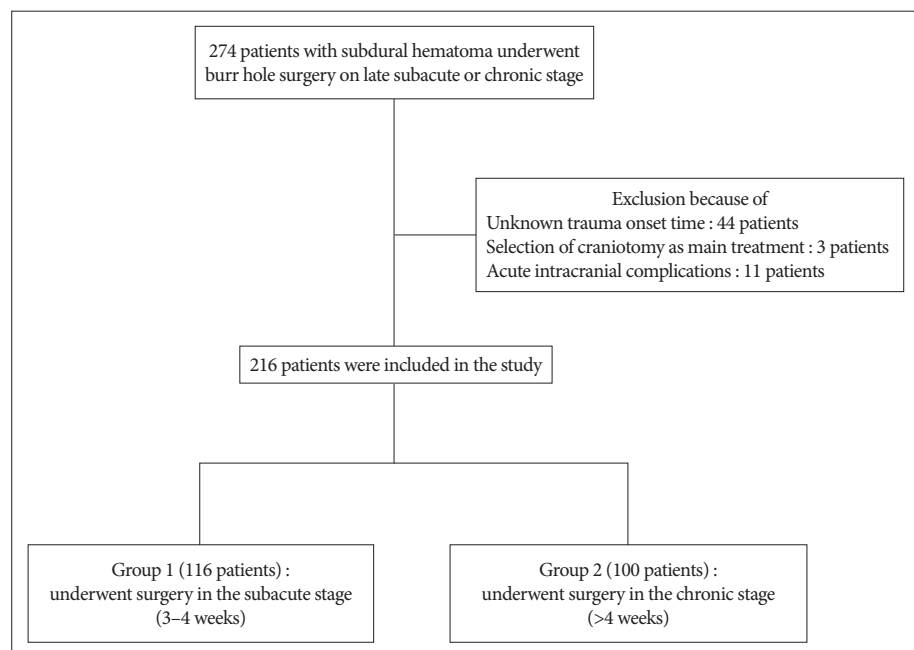 274 patients with subdural hematoma underwent
burr hole surgery on late subacute or chronic stage
Exclusion because of
Unknown trauma onset time : 44 patients
Selection of craniotomy as main treatment : 3 patients
Acute intracranial complications : 11 patients
216 patients were included in the study
Group 1 (116 patients) :
underwent surgery in the subacute stage
(3–4 weeks)
Group 2 (100 patients) :
underwent surgery in the chronic stage
(>4 weeks)